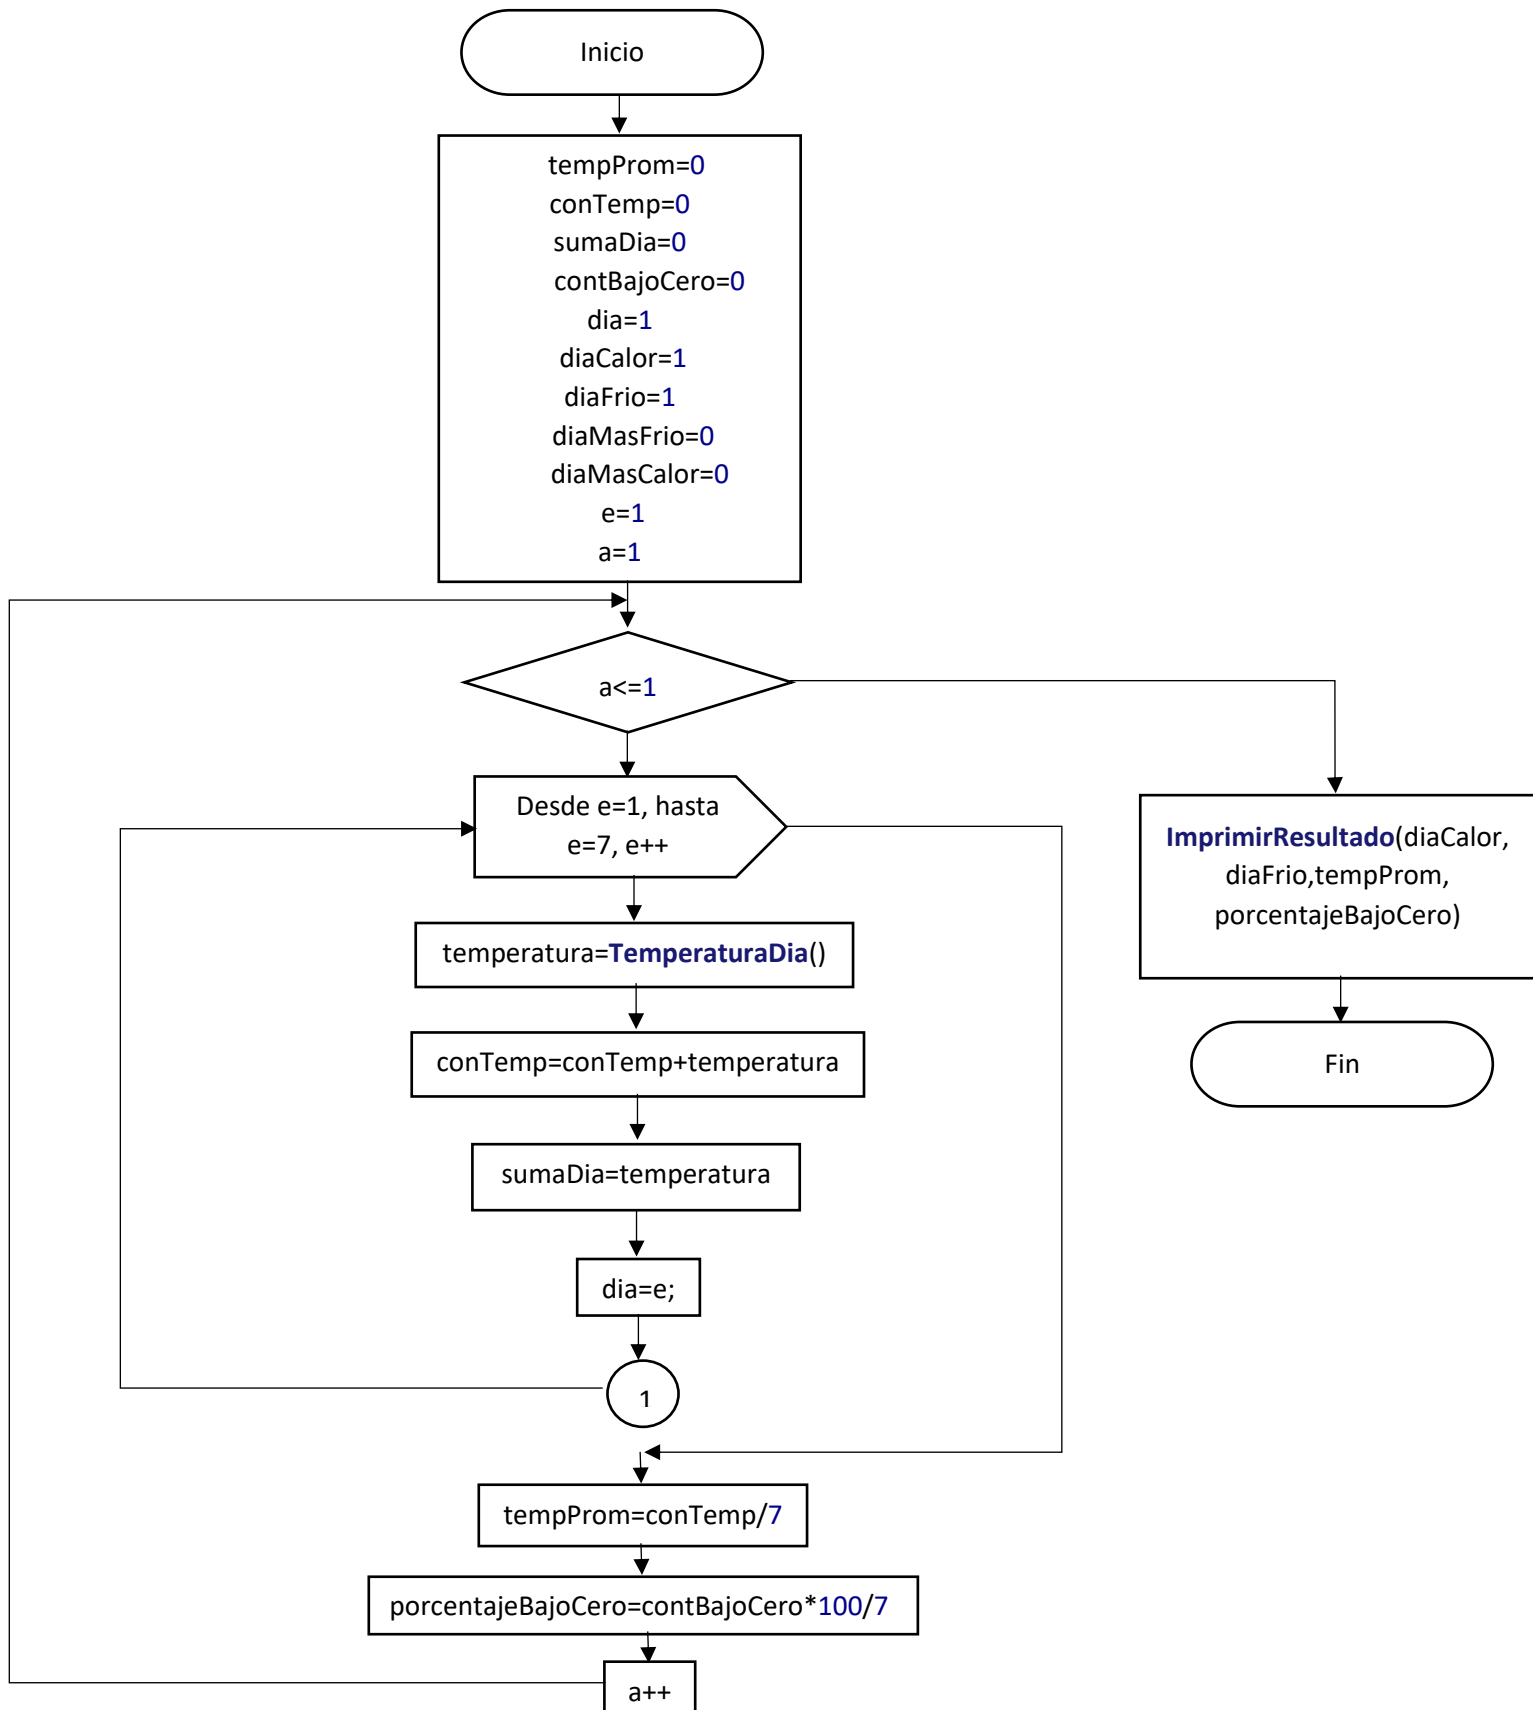 Inicio
tempProm=0
conTemp=0
sumaDia=0
contBajoCero=0
dia=1
diaCalor=1
diaFrio=1
diaMasFrio=0
diaMasCalor=0
e=1
a=1
a<=1
Desde e=1, hasta
e=7, e++
temperatura=TemperaturaDia()
conTemp=conTemp+temperatura
sumaDia=temperatura
dia=e;
1
tempProm=conTemp/7
porcentajeBajoCero=contBajoCero*100/7
a++
ImprimirResultado(diaCalor,
diaFrio,tempProm,
porcentajeBajoCero)
Fin